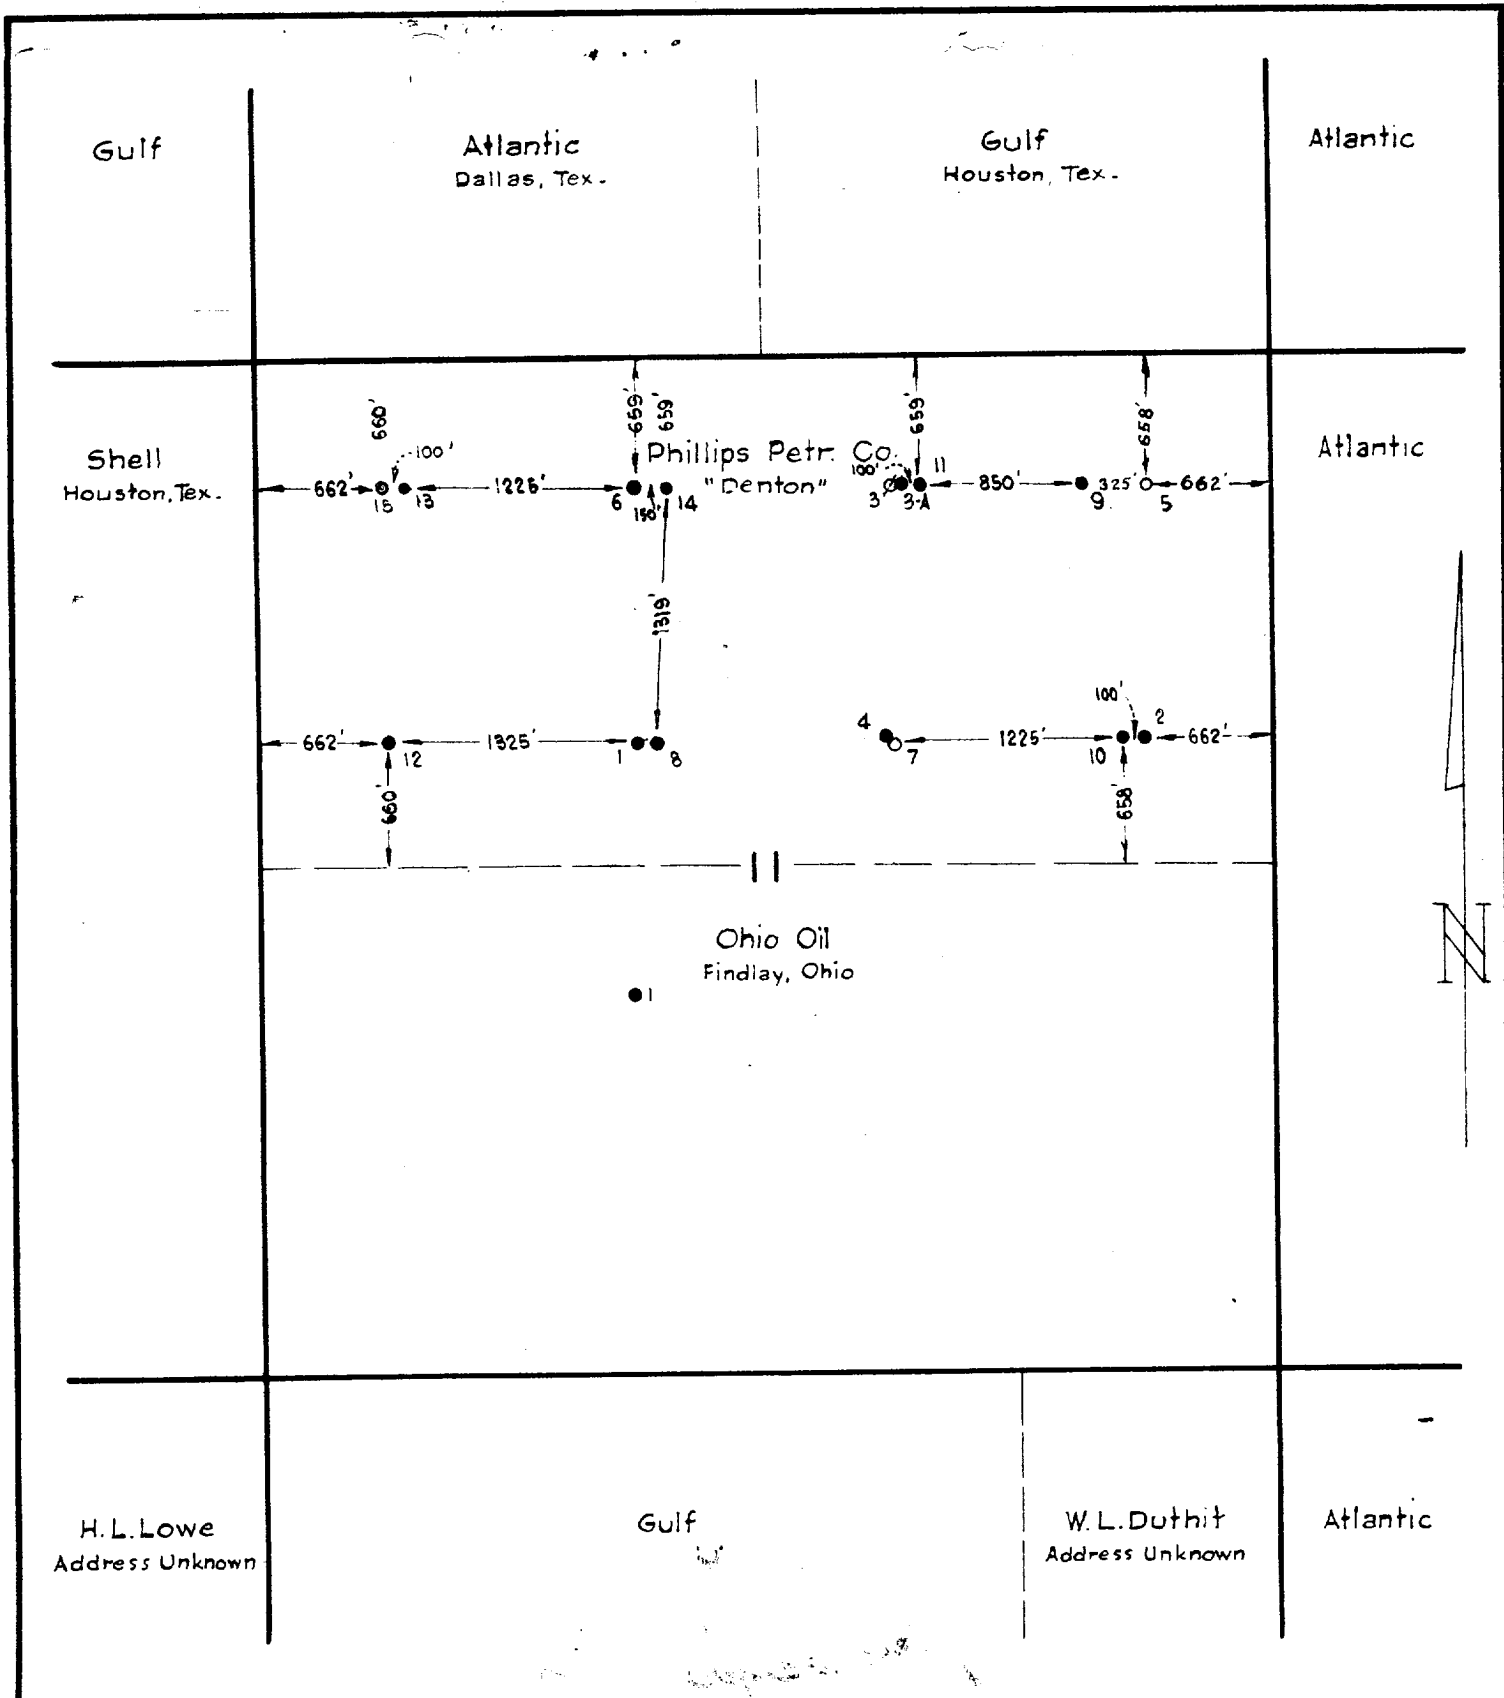 Gulf
Atlantic
Dallas, Tex.
Gulf
Houston, Tex.
Atlantic
Shell
Houston, Tex.
660'
100'
659'
659'
Phillips Petr. Co.
"Denton"
659'
658'
Atlantic
662'
15
13
1225'
6
150'
14
100'
3
3-A
11
850'
9
325'
5
662'
1319'
662'
12
1325'
1
8
4
7
1225'
100'
10
2
662'
660'
658'
11
Ohio Oil
Findlay, Ohio
1
N
H.L. Lowe
Address Unknown
Gulf
W.L. Duthit
Address Unknown
Atlantic